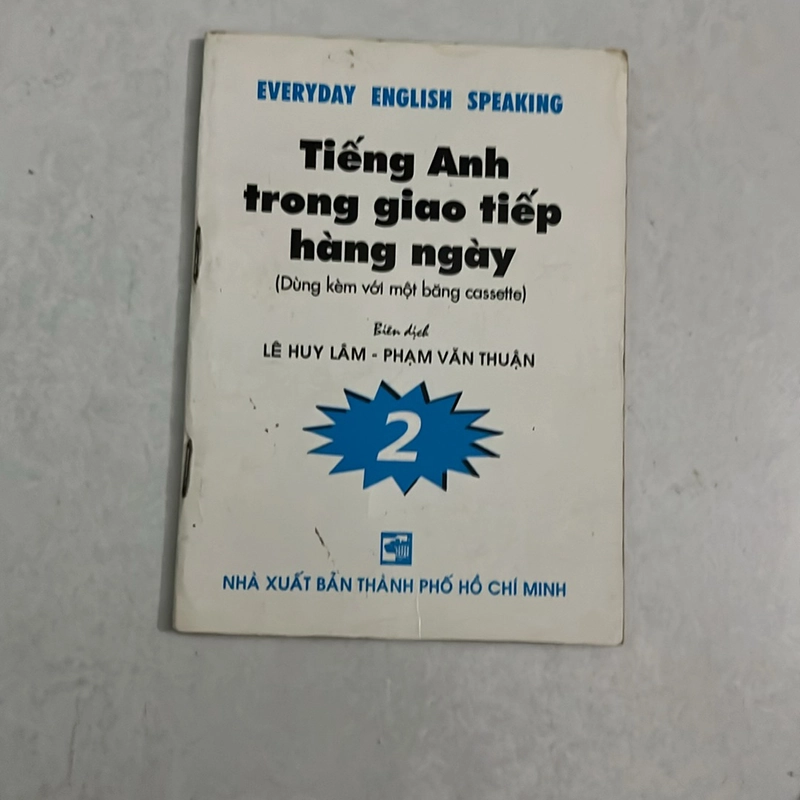 EVERYDAY ENGLISH SPEAKING
Tiếng Anh
trong giao tiếp
hàng ngày
(Dùng kèm với một băng cassette)
Biên dịch
LÊ HUY LÂM - PHẠM VĂN THUẬN
2
NHÀ XUẤT BẢN THÀNH PHỐ HỒ CHÍ MINH